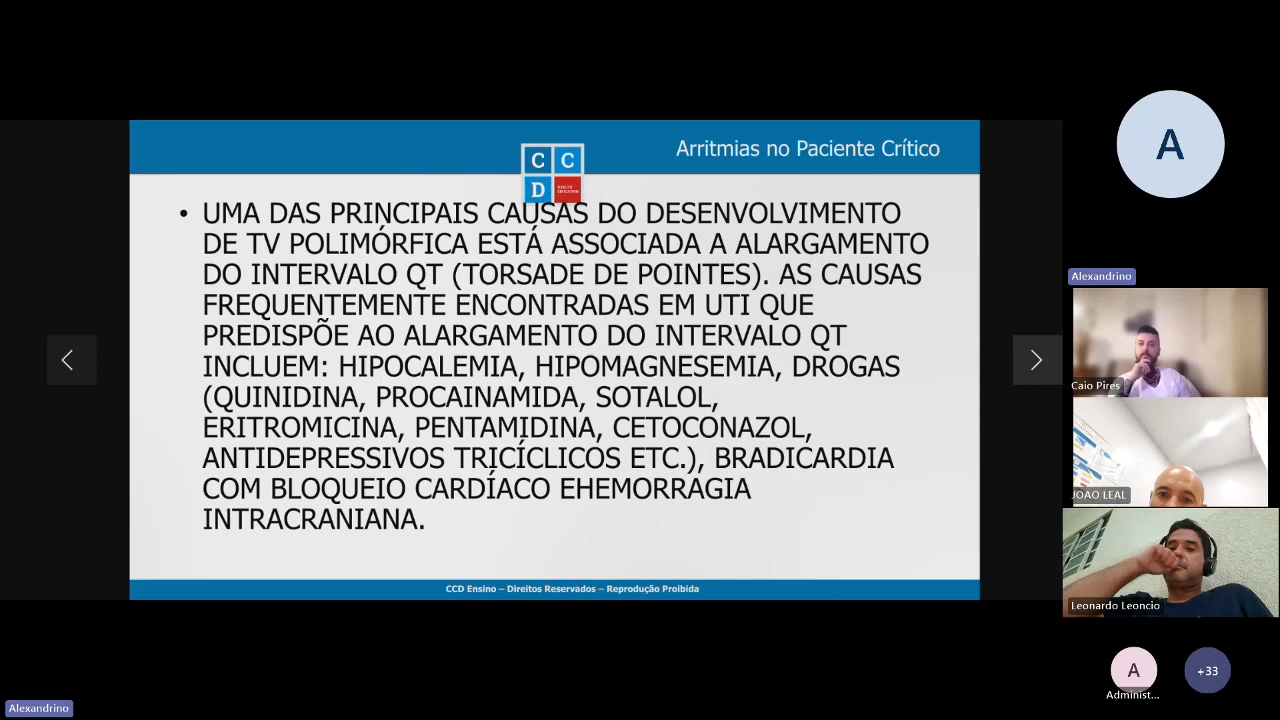 Arritmias no Paciente Crítico
C C
D HEALTH EDUCATION
• UMA DAS PRINCIPAIS CAUSAS DO DESENVOLVIMENTO
DE TV POLIMÓRFICA ESTÁ ASSOCIADA A ALARGAMENTO
DO INTERVALO QT (TORSADE DE POINTES). AS CAUSAS
FREQUENTEMENTE ENCONTRADAS EM UTI QUE
PREDISPÕE AO ALARGAMENTO DO INTERVALO QT
INCLUEM: HIPOCALEMIA, HIPOMAGNESEMIA, DROGAS
(QUINIDINA, PROCAINAMIDA, SOTALOL,
ERITROMICINA, PENTAMIDINA, CETOCONAZOL,
ANTIDEPRESSIVOS TRICÍCLICOS ETC.), BRADICARDIA
COM BLOQUEIO CARDÍACO EHEMORRAGIA
INTRACRANIANA.
CCD Ensino – Direitos Reservados – Reprodução Proibida
A
Alexandrino
Caio Pires
JOAO LEAL
Leonardo Leoncio
A
Administ...
+33
Alexandrino